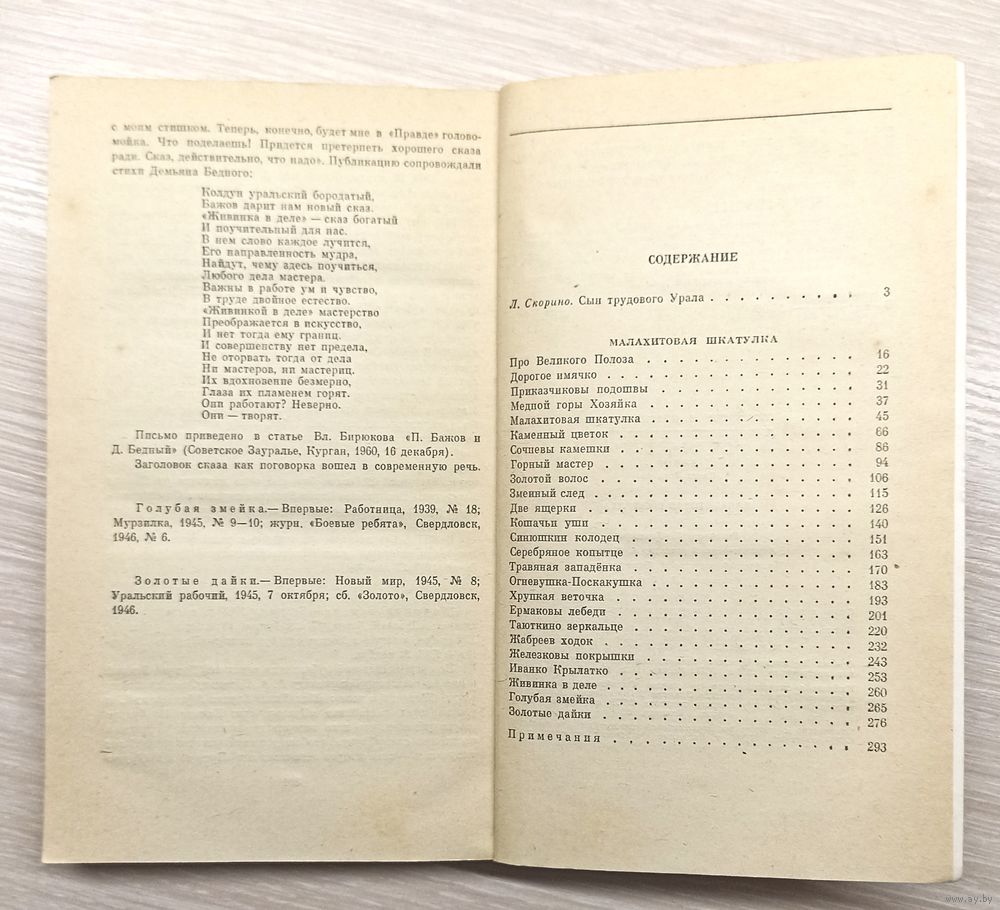 с моим стишком. Теперь, конечно, будет мне в «Правде» голово-
мойка. Что поделаешь! Придется претерпеть хорошего сказа
ради. Сказ, действительно, что надо». Публикацию сопровождали
стихи Демьяна Бедного:
Колдун уральский бородатый,
Бажов дарит нам новый сказ.
«Живинка в деле» — сказ богатый
И поучительный для нас.
В нем слово каждое лучится,
Его направленность мудра,
Найдут, чему здесь поучиться,
Любого дела мастера.
Важны в работе ум и чувство,
В труде двойное естество.
«Живинкой в деле» мастерство
Преображается в искусство,
И нет тогда ему границ.
И совершенству нет предела,
Не оторвать тогда от дела
Ни мастеров, ни мастериц.
Их вдохновение безмерно,
Глаза их пламенем горят.
Они работают? Неверно.
Они — творят.
Письмо приведено в статье Вл. Бирюкова «П. Бажов и
Д. Бедный» (Советское Зауралье, Курган, 1960, 16 декабря).
Заголовок сказа как поговорка вошел в современную речь.
Голубая змейка.— Впервые: Работница, 1939, № 18;
Мурзилка, 1945, № 9—10; журн. «Боевые ребята», Свердловск,
1946, № 6.
Золотые дайки.— Впервые: Новый мир, 1945, № 8;
Уральский рабочий, 1945, 7 октября; сб. «Золото», Свердловск,
1946.
СОДЕРЖАНИЕ
Л. Скорино. Сын трудового Урала . . . . . . . . . . 3
МАЛАХИТОВАЯ ШКАТУЛКА
Про Великого Полоза . . . . . . . . . . 16
Дорогое имячко . . . . . . . . . . 22
Приказчиковы подошвы . . . . . . . . . . 31
Медной горы Хозяйка . . . . . . . . . . 37
Малахитовая шкатулка . . . . . . . . . . 45
Каменный цветок . . . . . . . . . . 66
Сочневы камешки . . . . . . . . . . 86
Горный мастер . . . . . . . . . . 94
Золотой волос . . . . . . . . . . 106
Змеиный след . . . . . . . . . . 115
Две ящерки . . . . . . . . . . 126
Кошачьи уши . . . . . . . . . . 140
Синюшкин колодец . . . . . . . . . . 151
Серебряное копытце . . . . . . . . . . 163
Травяная западёнка . . . . . . . . . . 170
Огневушка-Поскакушка . . . . . . . . . . 183
Хрупкая веточка . . . . . . . . . . 193
Ермаковы лебеди . . . . . . . . . . 201
Таюткино зеркальце . . . . . . . . . . 220
Жабреев ходок . . . . . . . . . . 232
Железковы покрышки . . . . . . . . . . 243
Иванко Крылатко . . . . . . . . . . 253
Живинка в деле . . . . . . . . . . 260
Голубая змейка . . . . . . . . . . 265
Золотые дайки . . . . . . . . . . 276
Примечания . . . . . . . . . . 293
www.ay.by